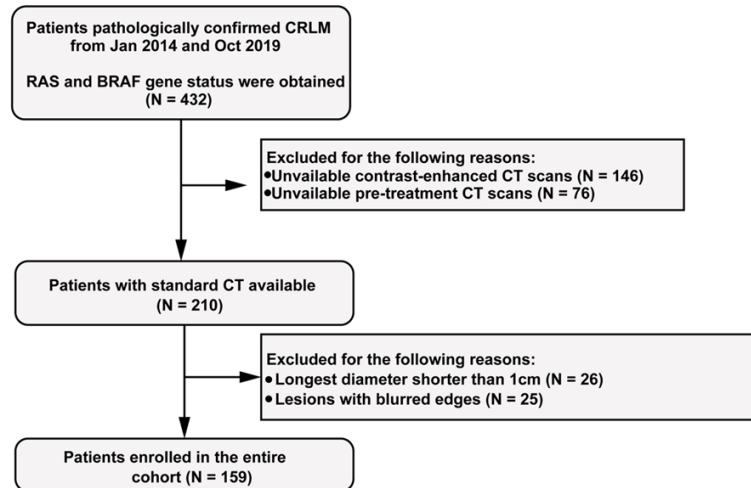 Patients pathologically confirmed CRLM
from Jan 2014 and Oct 2019
RAS and BRAF gene status were obtained
(N = 432)
Excluded for the following reasons:
●Unvailable contrast-enhanced CT scans (N = 146)
●Unvailable pre-treatment CT scans (N = 76)
Patients with standard CT available
(N = 210)
Excluded for the following reasons:
● Longest diameter shorter than 1cm (N = 26)
● Lesions with blurred edges (N = 25)
Patients enrolled in the entire
cohort (N = 159)